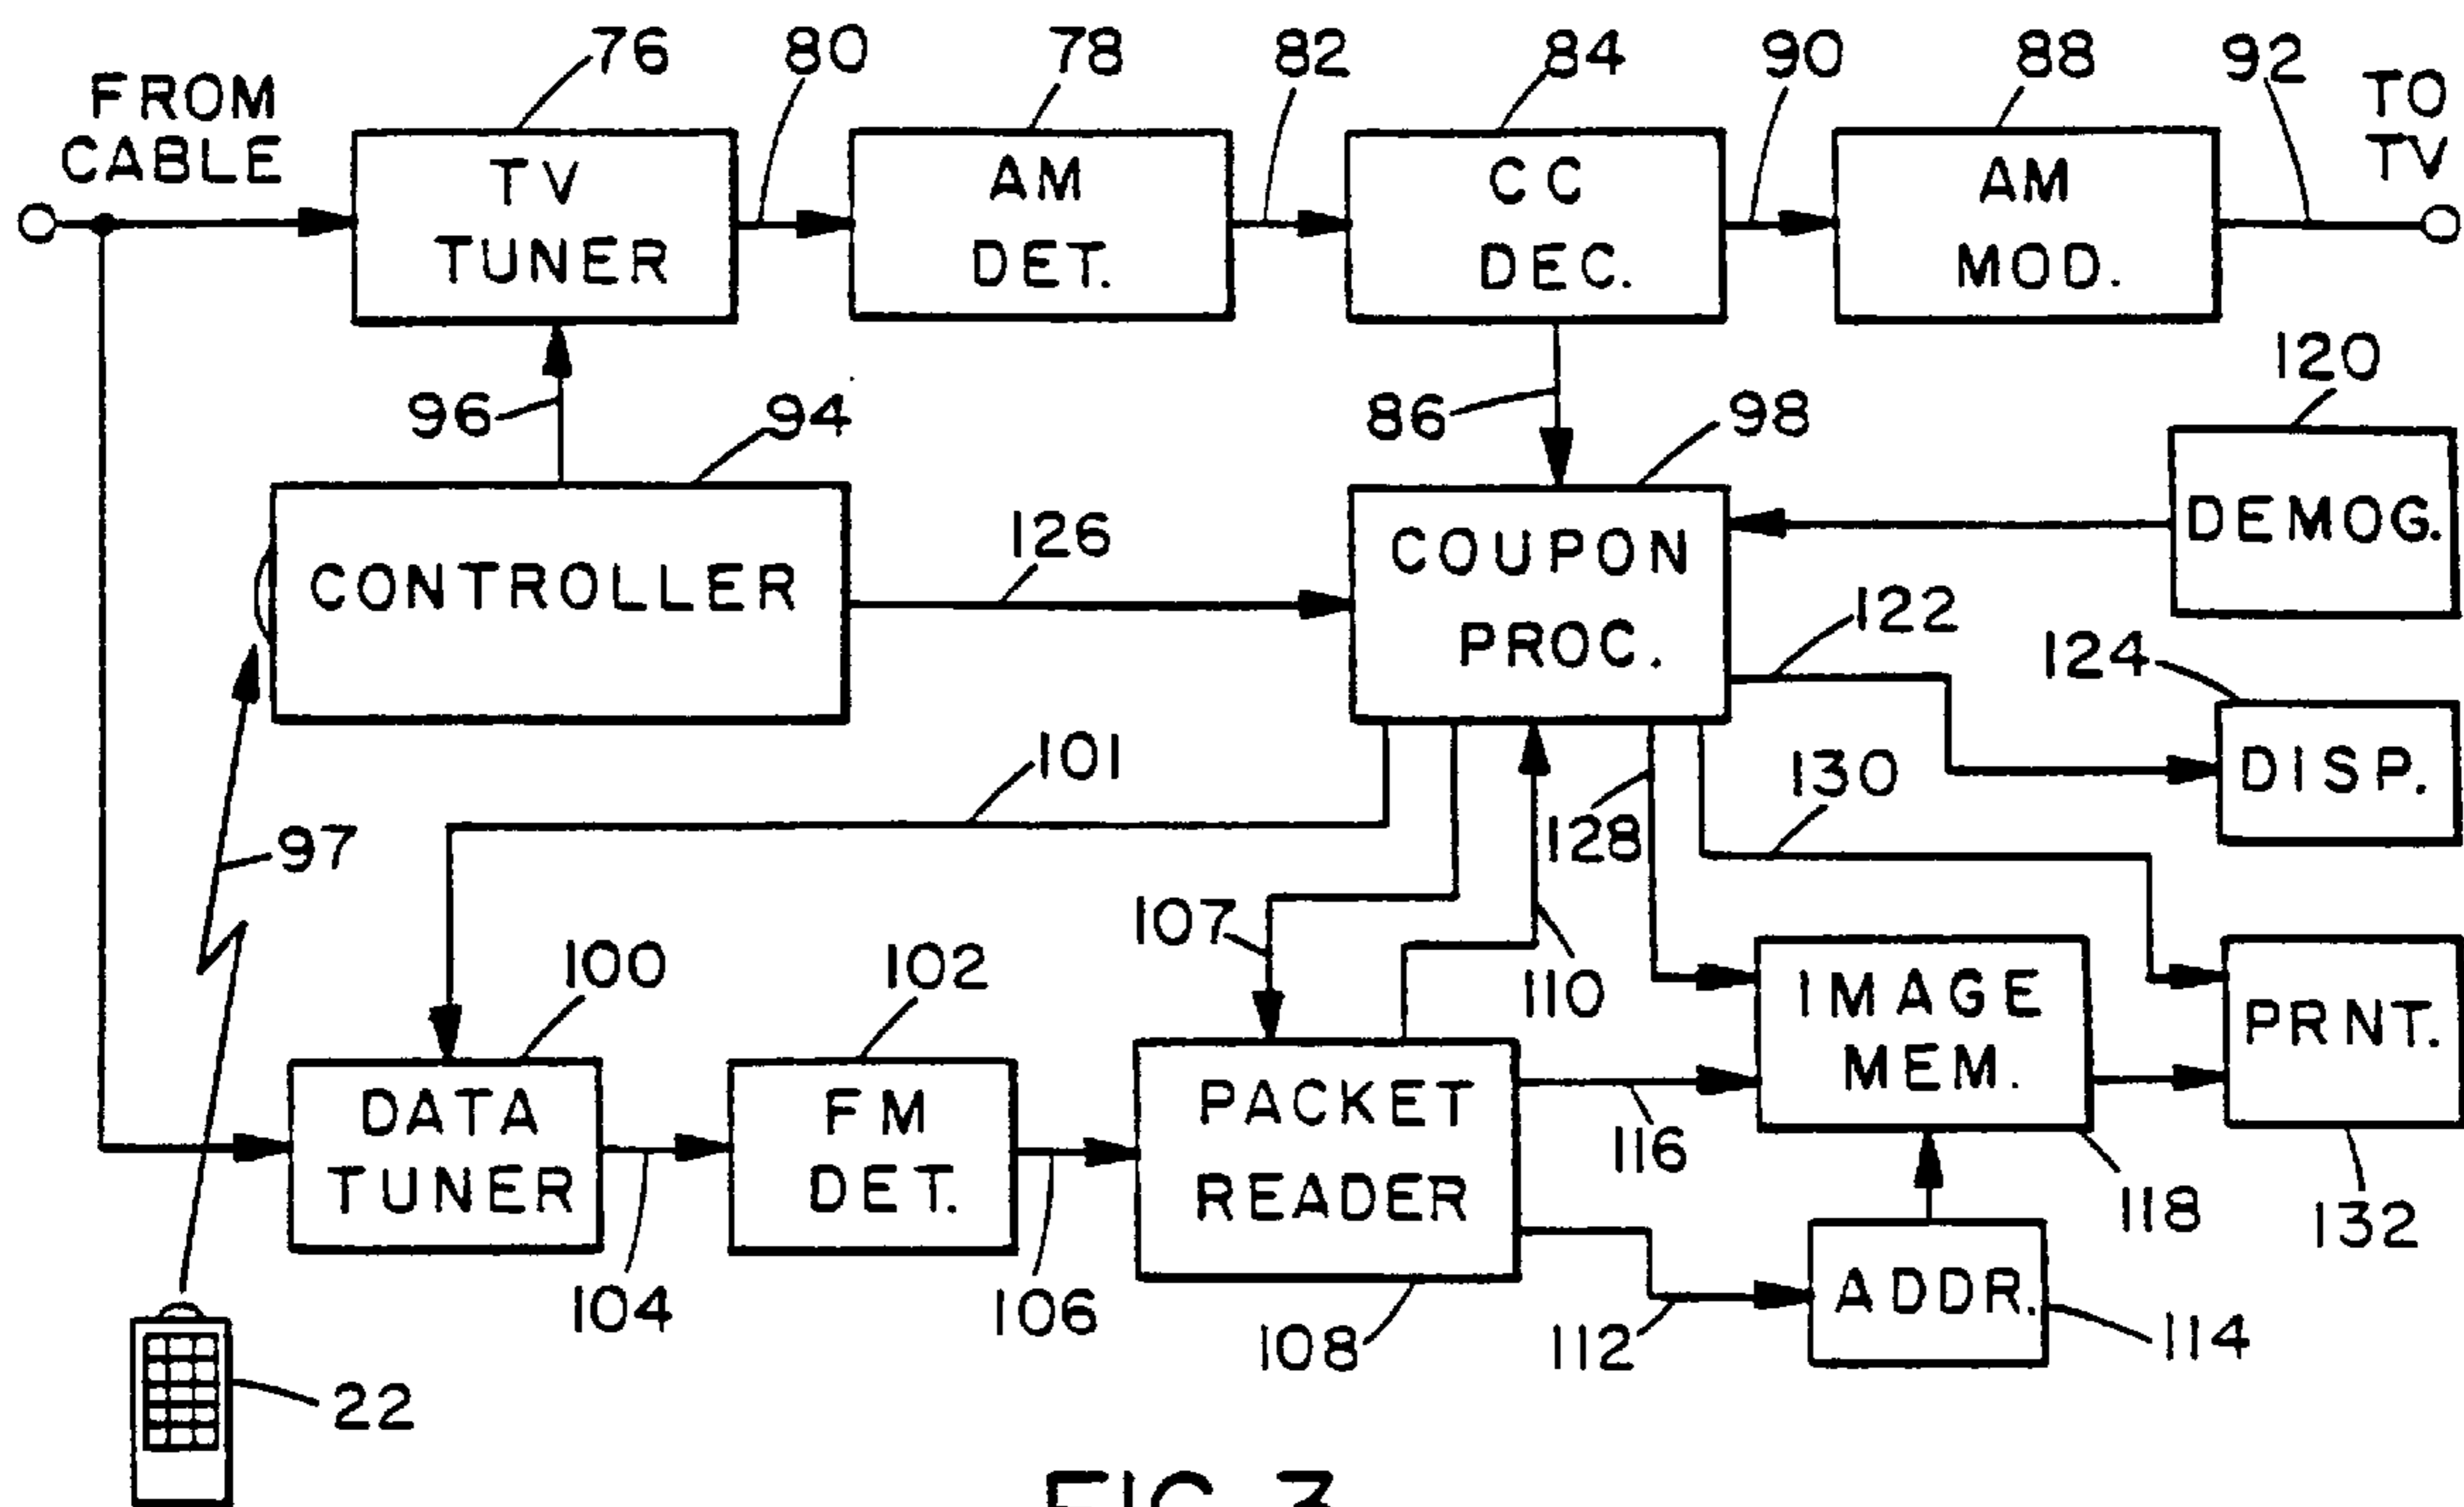 76
80
78
82
84
90
88
92
FROM
CABLE
TO
TV
TV
TUNER
AM
DET.
CC
DEC.
AM
MOD.
96
94
86
98
120
CONTROLLER
126
COUPON
PROC.
DEMOG.
122
124
DISP.
101
128
130
97
107
110
100
102
DATA
TUNER
FM
DET.
PACKET
READER
IMAGE
MEM.
PRNT.
116
118
132
104
106
108
112
ADDR.
114
22
FIG. 3